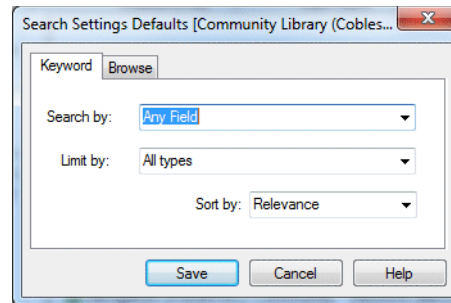 Search Settings Defaults [Community Library (Cobles...
Keyword Browse
Search by: Any Field
Limit by: All types
Sort by: Relevance
Save Cancel Help